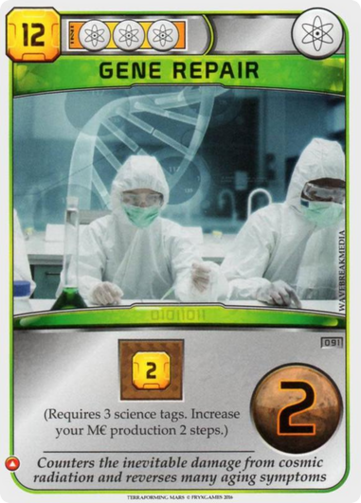 12
GENE REPAIR
WAVEBREAKMEDIA
091
2
2
(Requires 3 science tags. Increase
your M€ production 2 steps.)
Counters the inevitable damage from cosmic
radiation and reverses many aging symptoms
TERRAFORMING MARS © FRYXGAMES 2016